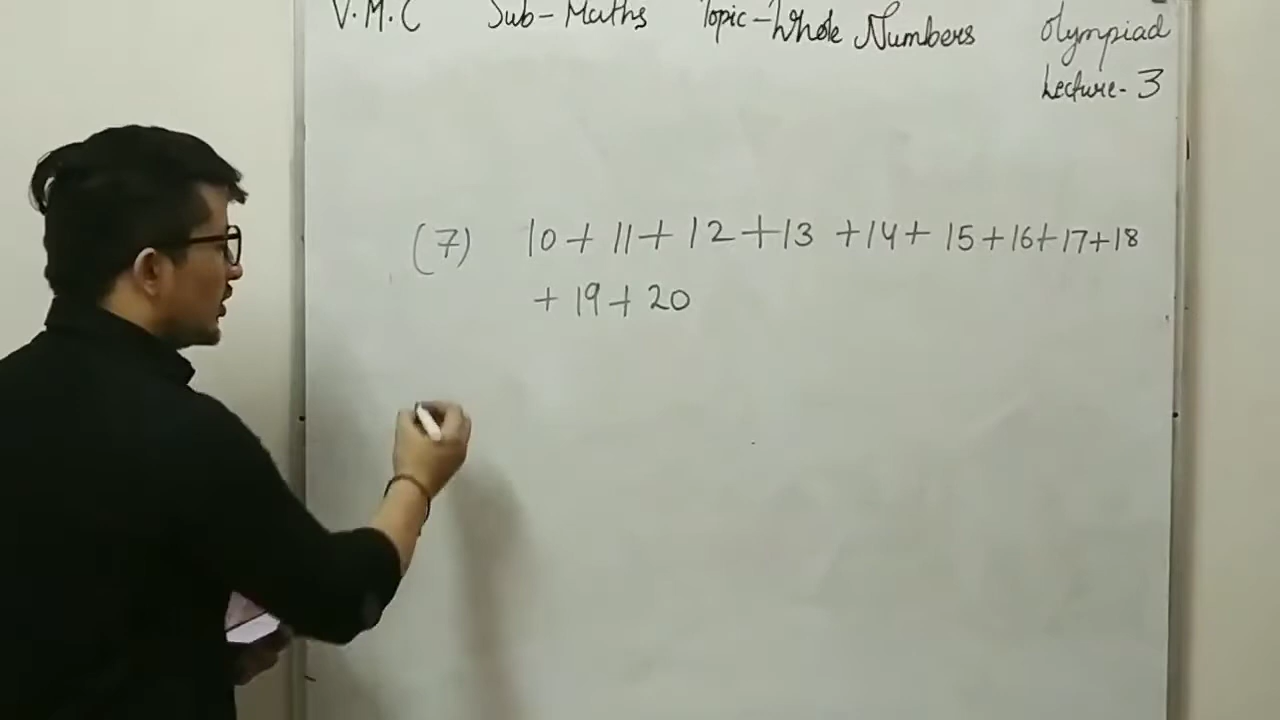 V.M.C Sub-Maths Topic-Whole Numbers Olympiad
Lecture-3
(7) 10+11+12+13+14+15+16+17+18
+19+20